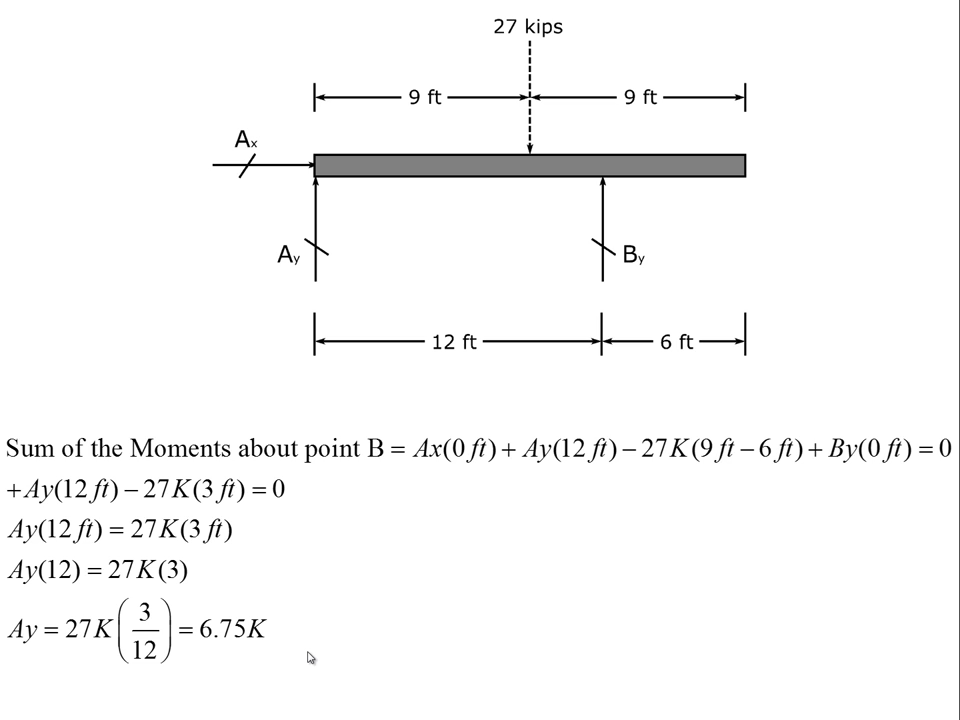 27 kips
9 ft 9 ft
Ax
Ay By
12 ft 6 ft
Sum of the Moments about point B = Ax(0 ft) + Ay(12 ft) − 27K(9 ft − 6 ft) + By(0 ft) = 0
+Ay(12 ft) − 27K(3 ft) = 0
Ay(12 ft) = 27K(3 ft)
Ay(12) = 27K(3)
Ay = 27K(3/12) = 6.75K